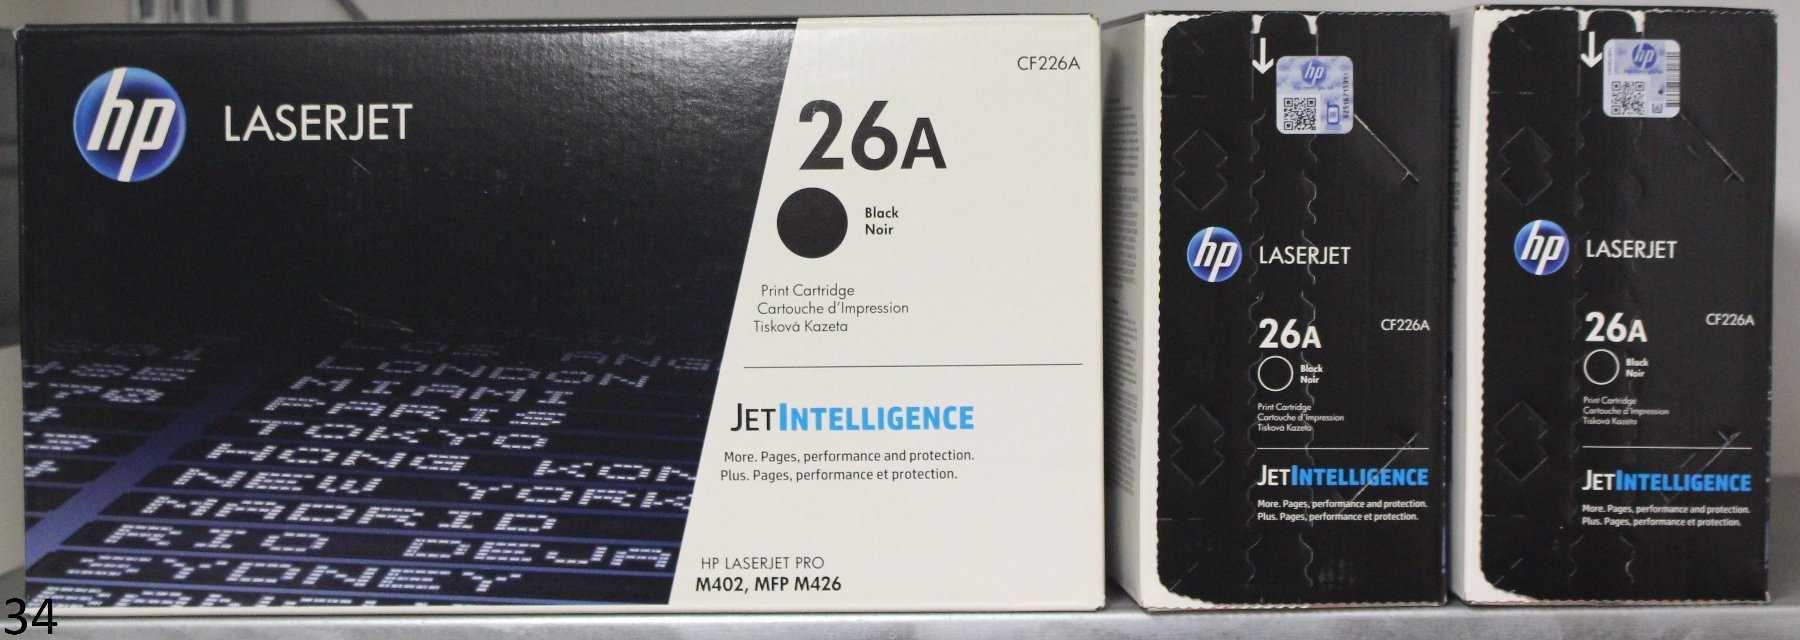 hp
LASERJET
CF226A
26A
Black
Noir
Print Cartridge
Cartouche d'Impression
Tisková Kazeta
LONDON
MIAMI
PARIS
TOKYO
HONG KON
NEW YORK
MADRID
RIO DEJA
SYDNEY
JETINTELLIGENCE
More. Pages, performance and protection.
Plus. Pages, performance et protection.
HP LASERJET PRO
M402, MFP M426
hp
hp
LASERJET
26A
CF226A
Black
Noir
Print Cartridge
Cartouche d'Impression
Tisková Kazeta
JETINTELLIGENCE
More. Pages, performance and protection.
Plus. Pages, performance et protection.
hp
hp
LASERJET
26A
CF226A
Black
Noir
Print Cartridge
Cartouche d'Impression
Tisková Kazeta
JETINTELLIGENCE
More. Pages, performance and protection.
Plus. Pages, performance et protection.
34